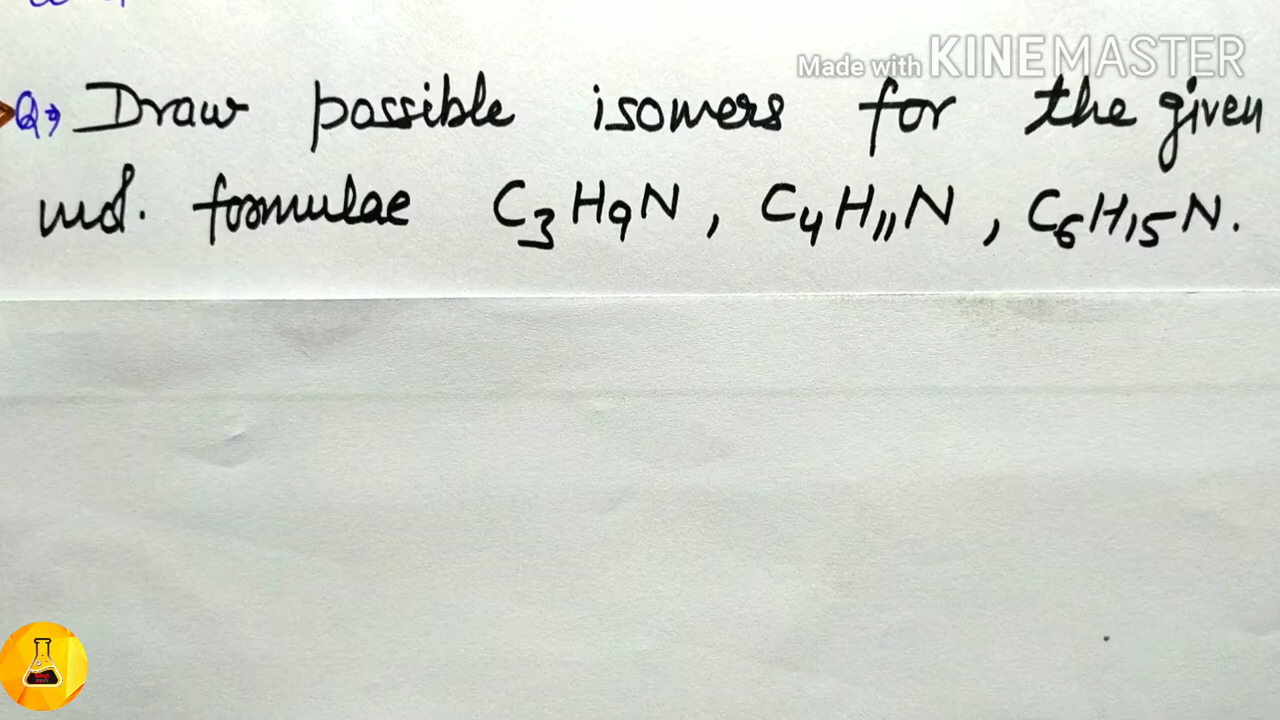 Made with KINEMASTER
Q→ Draw possible isomers for the given
mol. formulae C₃H₉N, C₄H₁₁N, C₆H₁₅N.